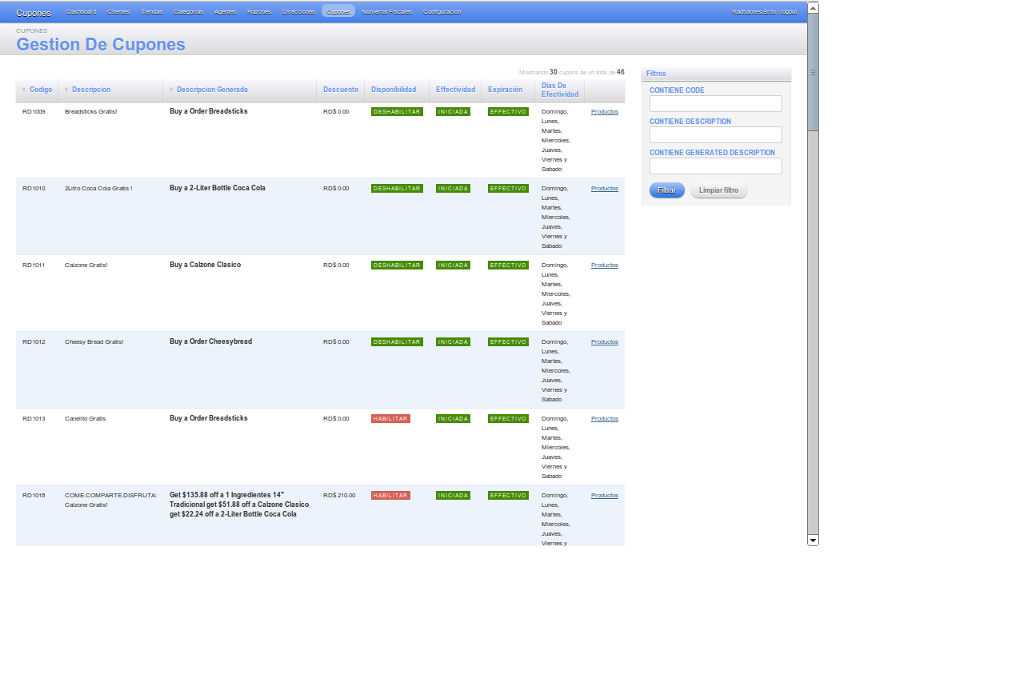 Cupones Dashboard Clientes Tiendas Categorias Agentes Razones Direcciones Cupones Numeros Fiscales Configuracion Radhames Brito | logout
CUPONES
Gestion De Cupones
Mostrando 30 cupons de un total de 46
Codigo Descripcion Descripcion Generada Descuento Disponibilidad Effectividad Expiración Dias De
Efectividad
RD1009 Breadsticks Gratis! Buy a Order Breadsticks RD$ 0.00 DESHABILITAR INICIADA EFFECTIVO Domingo, Productos
Lunes,
Martes,
Miercoles,
Juaves,
Viernes y
Sabado
RD1010 2Litro Coca Cola Gratis ! Buy a 2-Liter Bottle Coca Cola RD$ 0.00 DESHABILITAR INICIADA EFFECTIVO Domingo, Productos
Lunes,
Martes,
Miercoles,
Juaves,
Viernes y
Sabado
RD1011 Calzone Gratis! Buy a Calzone Clasico RD$ 0.00 DESHABILITAR INICIADA EFFECTIVO Domingo, Productos
Lunes,
Martes,
Miercoles,
Juaves,
Viernes y
Sabado
RD1012 Cheesy Bread Gratis! Buy a Order Cheesybread RD$ 0.00 DESHABILITAR INICIADA EFFECTIVO Domingo, Productos
Lunes,
Martes,
Miercoles,
Juaves,
Viernes y
Sabado
RD1013 Canelito Gratis Buy a Order Breadsticks RD$ 0.00 HABILITAR INICIADA EFFECTIVO Domingo, Productos
Lunes,
Martes,
Miercoles,
Juaves,
Viernes y
Sabado
RD1016 COME.COMPARTE.DISFRUTA: Get $135.88 off a 1 Ingredientes 14" RD$ 210.00 HABILITAR INICIADA EFFECTIVO Domingo, Productos
Calzone Gratis! Tradicional get $51.88 off a Calzone Clasico Lunes,
get $22.24 off a 2-Liter Bottle Coca Cola Martes,
Miercoles,
Juaves,
Viernes y
Filtros
CONTIENE CODE
CONTIENE DESCRIPTION
CONTIENE GENERATED DESCRIPTION
Filtrar Limpiar filtro